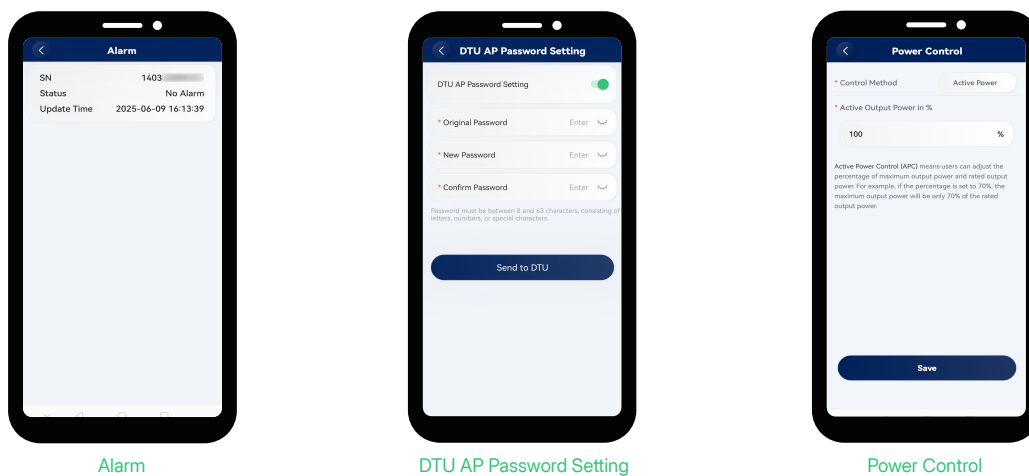 Alarm
SN 1403
Status No Alarm
Update Time 2025-06-09 16:13:39
Alarm
DTU AP Password Setting
DTU AP Password Setting
* Original Password Enter
* New Password Enter
* Confirm Password Enter
Password must be between 8 and 63 characters, consisting of
letters, numbers, or special characters.
Send to DTU
DTU AP Password Setting
Power Control
* Control Method Active Power
* Active Output Power in %
100 %
Active Power Control (APC) means users can adjust the
percentage of maximum output power and rated output
power. For example, if the percentage is set to 70%, the
maximum output power will be only 70% of the rated
output power.
Save
Power Control